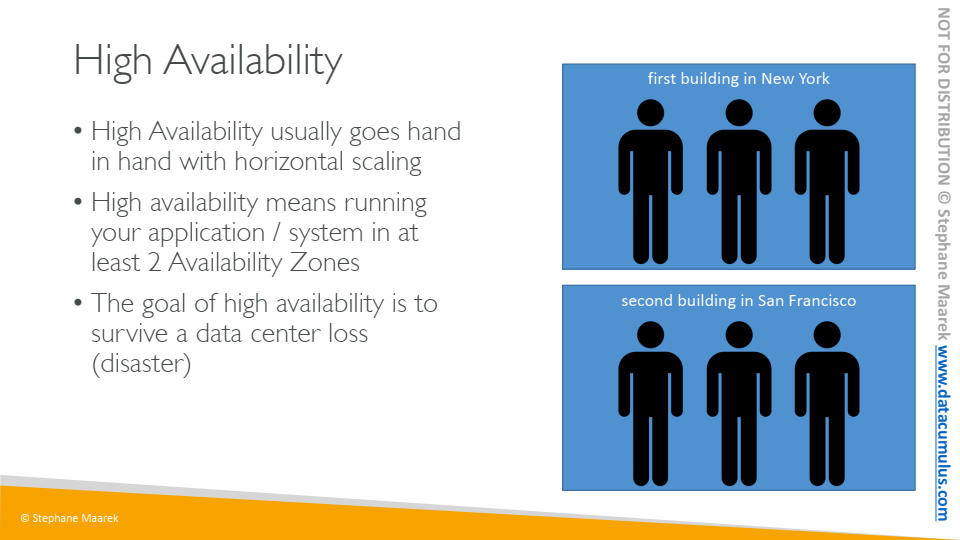 High Availability
• High Availability usually goes hand
in hand with horizontal scaling
• High availability means running
your application / system in at
least 2 Availability Zones
• The goal of high availability is to
survive a data center loss
(disaster)
first building in New York
second building in San Francisco
NOT FOR DISTRIBUTION © Stephane Maarek www.datacumulus.com
© Stephane Maarek